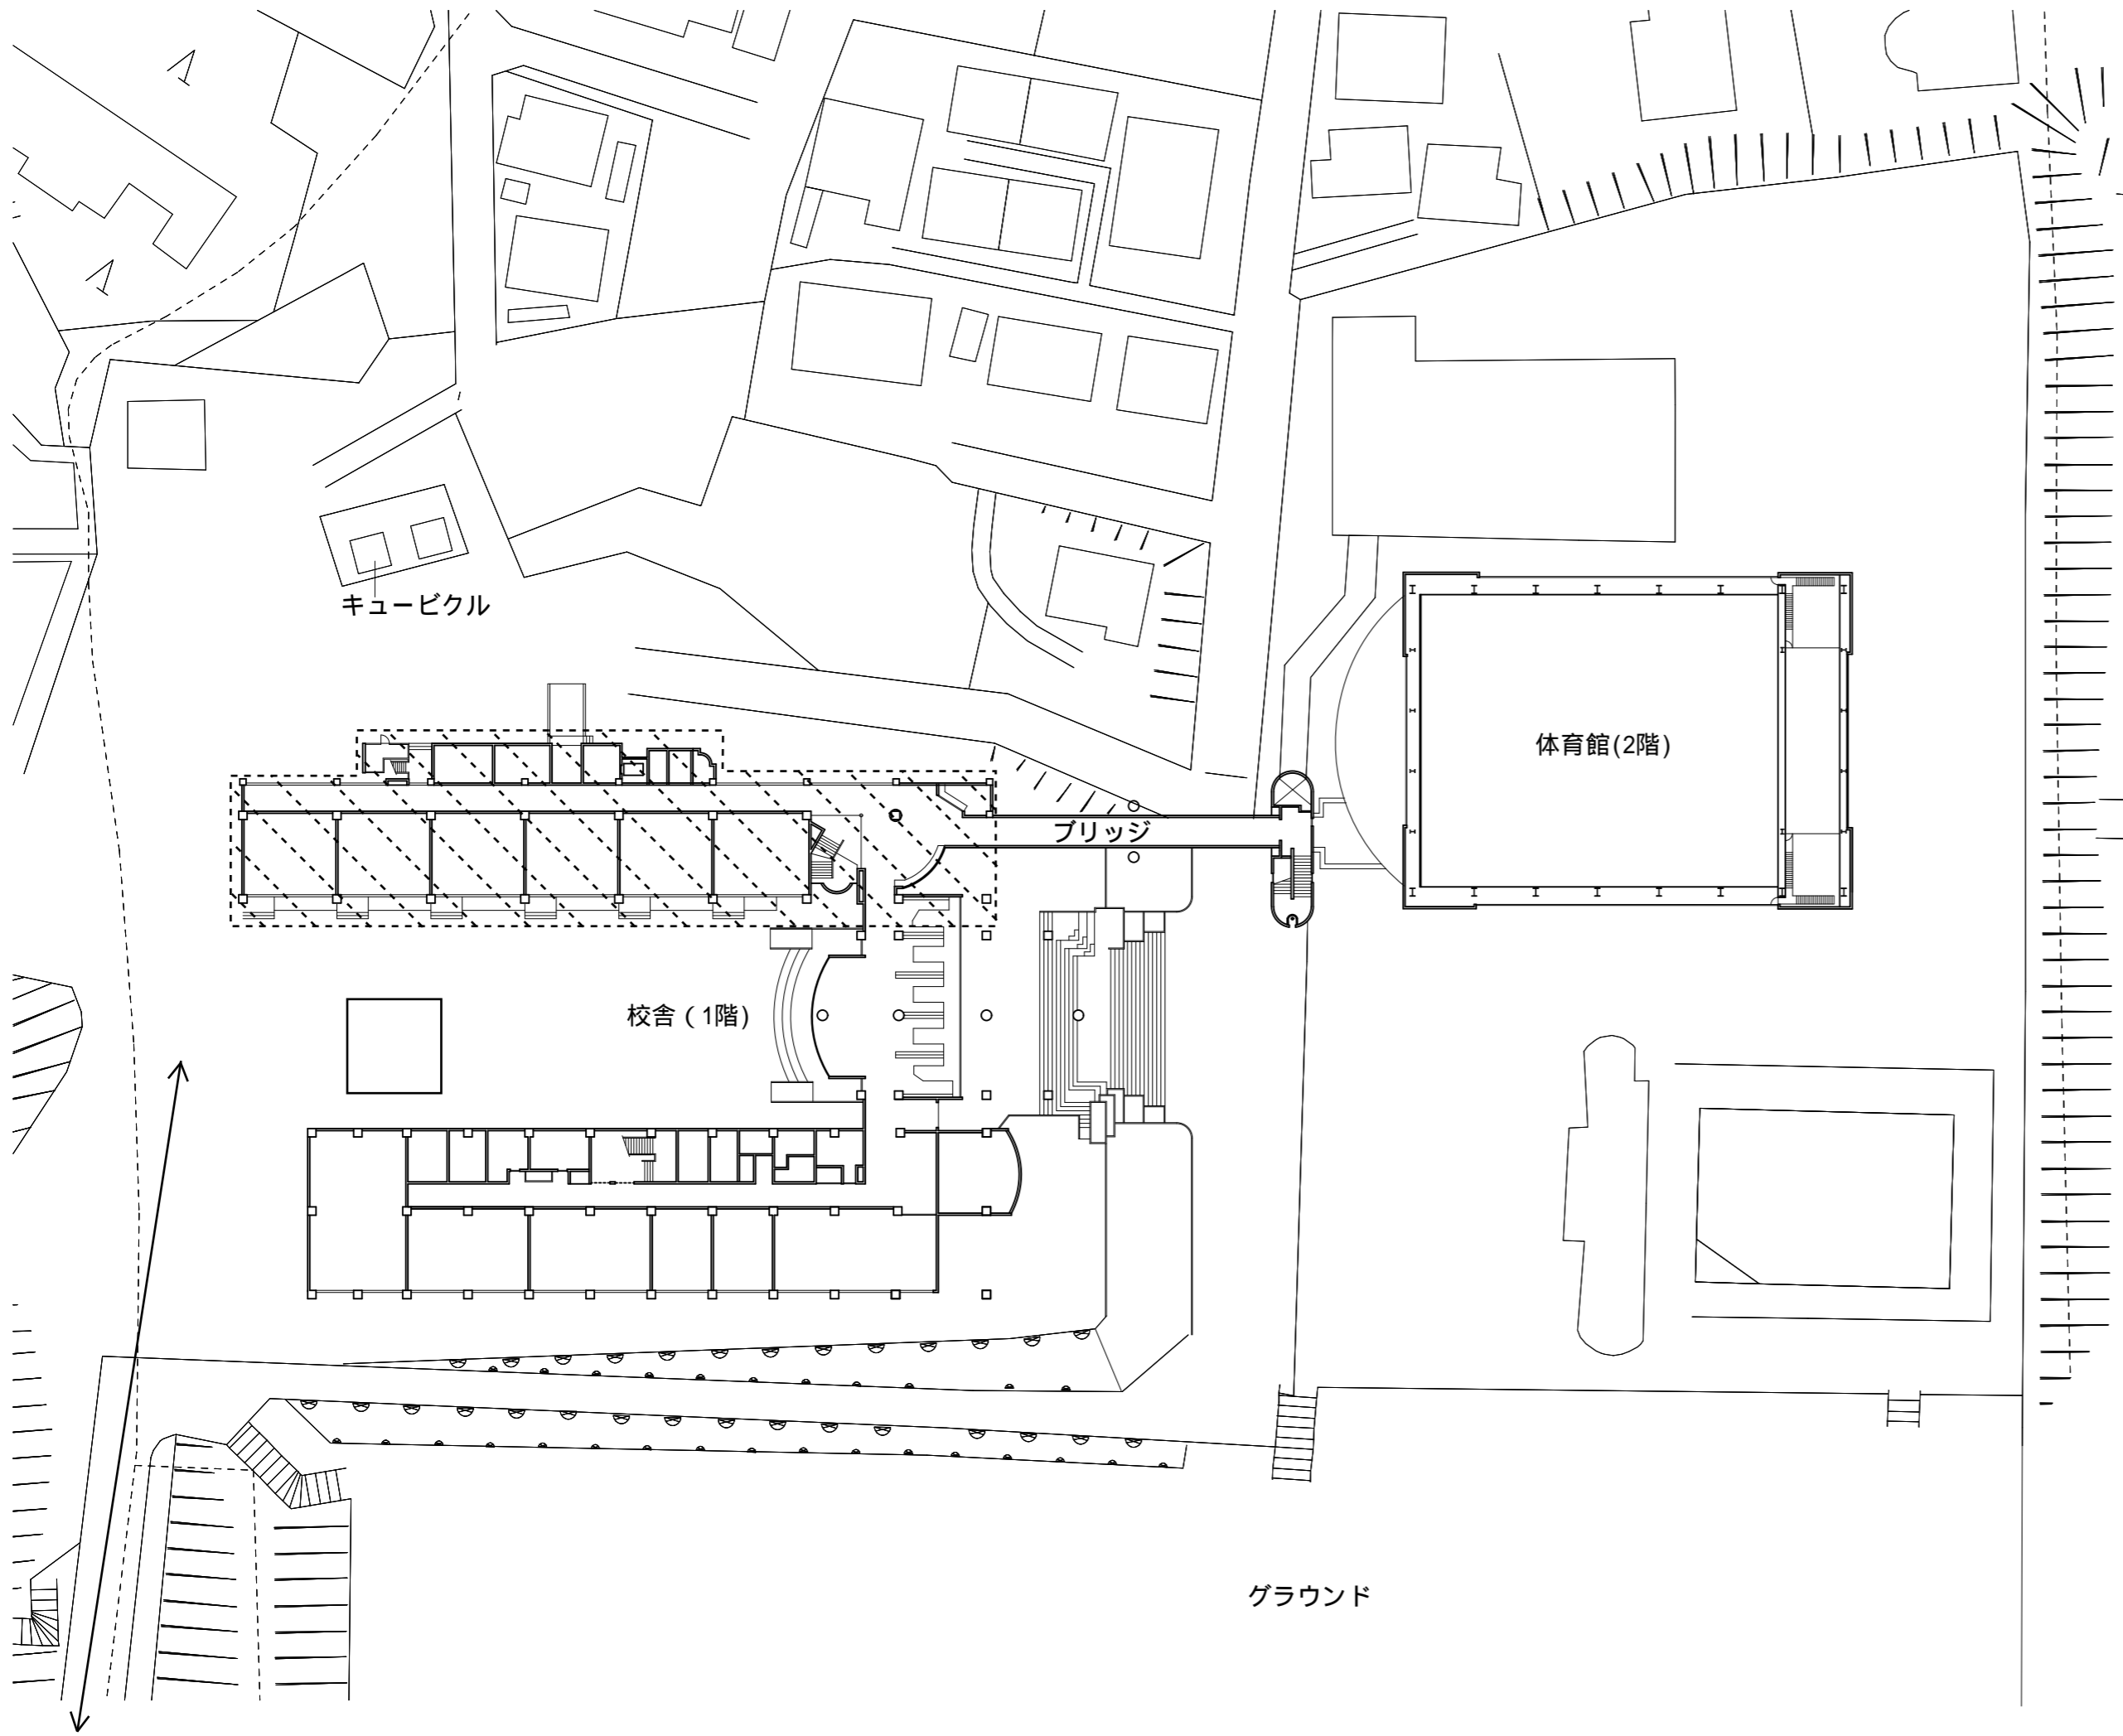 キュービクル
体育館(2階)
ブリッジ
校舎（1階)
グラウンド